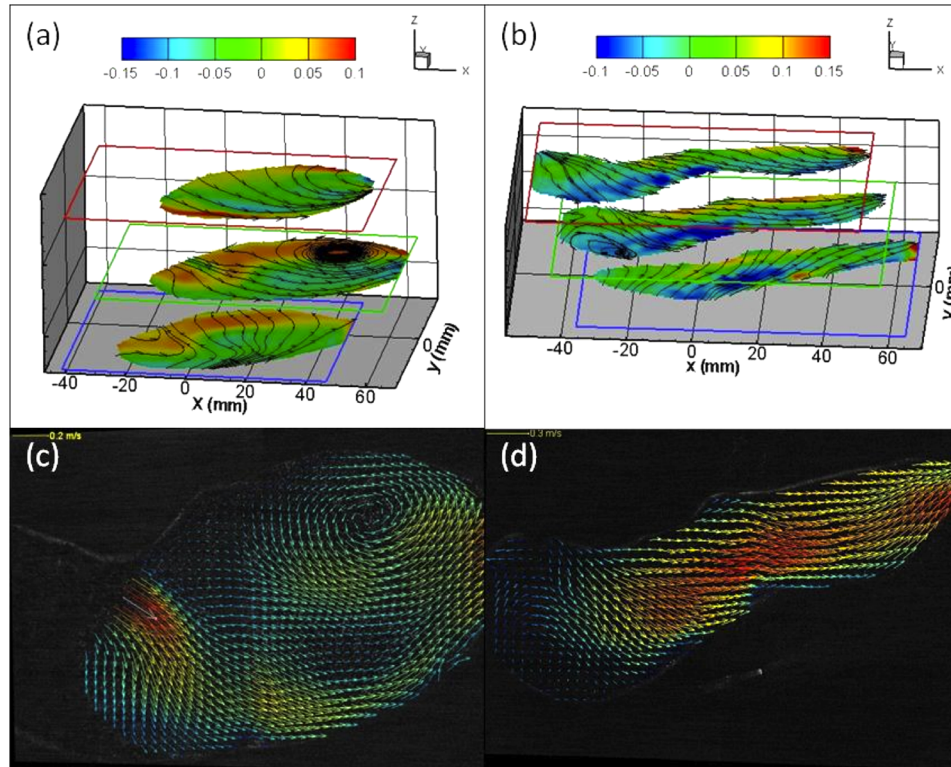 (a)
Z
Y
X
-0.15 -0.1 -0.05 0 0.05 0.1
0
y (mm)
-40 -20 0 20 40 60
X (mm)
(b)
Z
Y
X
-0.1 -0.05 0 0.05 0.1 0.15
0
y (mm)
-40 -20 0 20 40 60
X (mm)
(c)
0.2 m/s
(d)
0.3 m/s